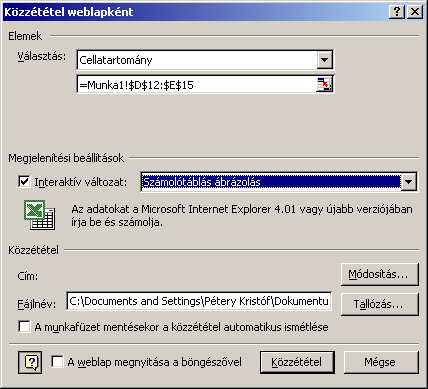 Közzététel weblapként
Elemek
Választás:
Cellatartomány
=Munka1!$D$12:$E$15
Megjelenítési beállítások
Interaktív változat:
Számolótáblás ábrázolás
Az adatokat a Microsoft Internet Explorer 4.01 vagy újabb verziójában
írja be és számolja.
Közzététel
Cím:
Módosítás...
Fájlnév:
C:\Documents and Settings\Pétery Kristóf\Dokumentu
Tallózás...
A munkafüzet mentésekor a közzététel automatikus ismétlése
A weblap megnyitása a böngészővel
Közzététel
Mégse